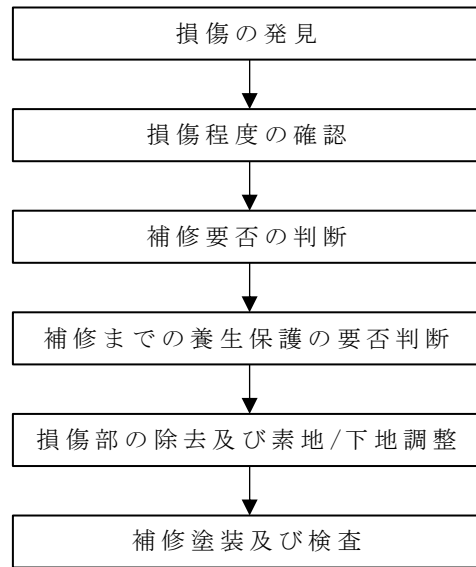 損傷の発見
損傷程度の確認
補修要否の判断
補修までの養生保護の要否判断
損傷部の除去及び素地/下地調整
補修塗装及び検査